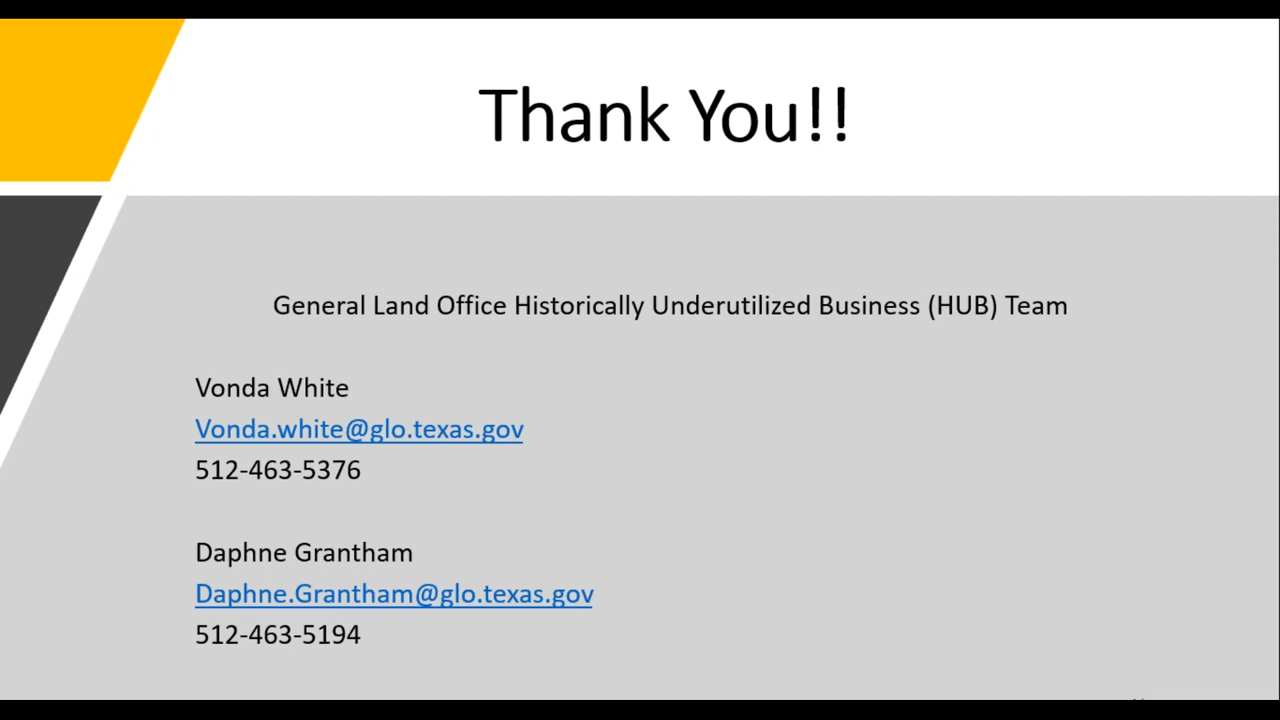 Thank You!!
General Land Office Historically Underutilized Business (HUB) Team
Vonda White
Vonda.white@glo.texas.gov
512-463-5376
Daphne Grantham
Daphne.Grantham@glo.texas.gov
512-463-5194